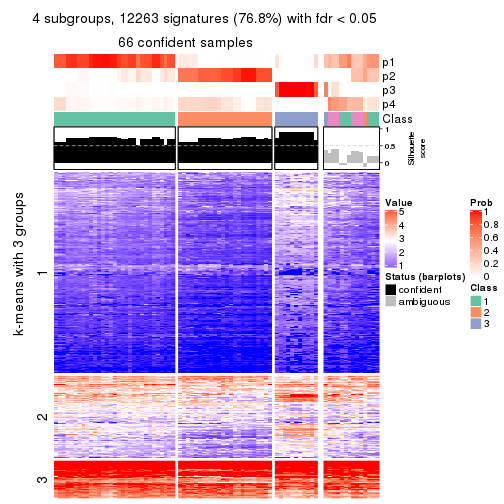 4 subgroups, 12263 signatures (76.8%) with fdr < 0.05
66 confident samples
p1
p2
p3
p4
Class
1
0.5
0
Silhouette
score
k-means with 3 groups
1
2
3
Value
5
4
3
2
1
Status (barplots)
confident
ambiguous
Prob
1
0.8
0.6
0.4
0.2
0
Class
1
2
3